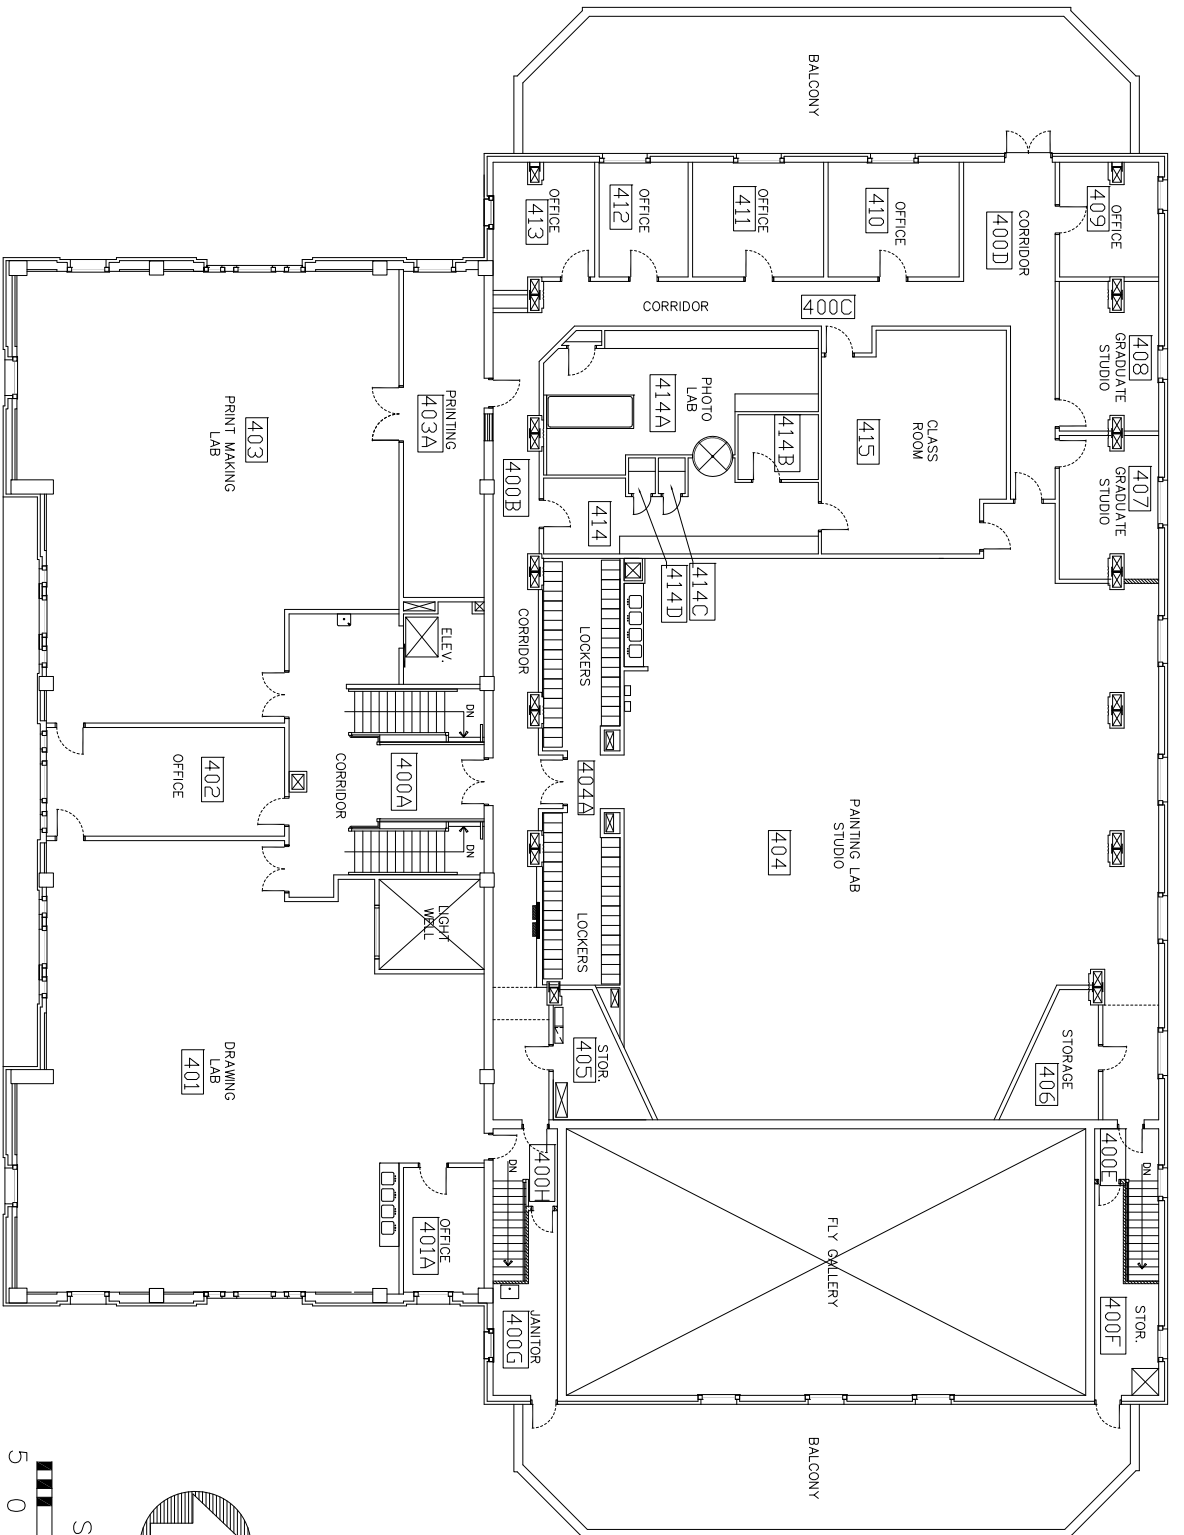 BALCONY
OFFICE
413
OFFICE
412
OFFICE
411
OFFICE
410
CORRIDOR
400D
OFFICE
409
CORRIDOR
400C
408
GRADUATE
STUDIO
407
GRADUATE
STUDIO
PHOTO
LAB
414A
414B
CLASS
ROOM
415
414
414C
414D
PRINTING
403A
403
PRINT MAKING
LAB
400B
CORRIDOR
ELEV.
LOCKERS
DN
400A
CORRIDOR
DN
404A
402
OFFICE
PAINTING LAB
STUDIO
404
LOCKERS
LIGHT
WELL
DRAWING
LAB
401
STOR.
405
STORAGE
406
400H
DN
400E
DN
OFFICE
401A
FLY GALLERY
JANITOR
400G
STOR.
400F
BALCONY
5 0
S